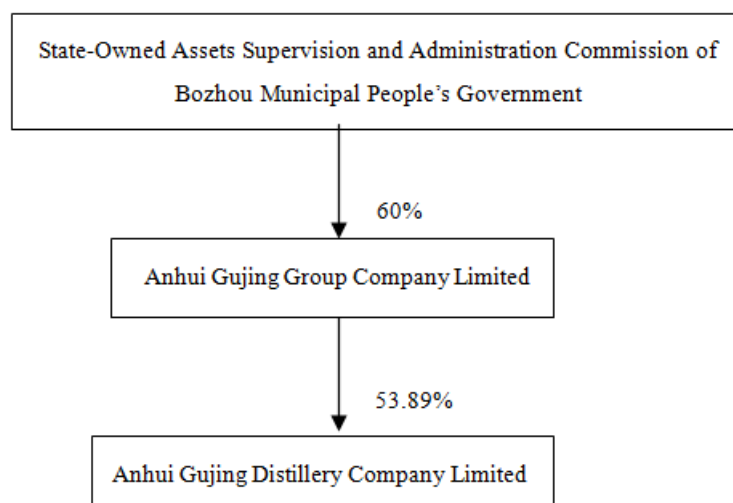 State-Owned Assets Supervision and Administration Commission of
Bozhou Municipal People’s Government
60%
Anhui Gujing Group Company Limited
53.89%
Anhui Gujing Distillery Company Limited